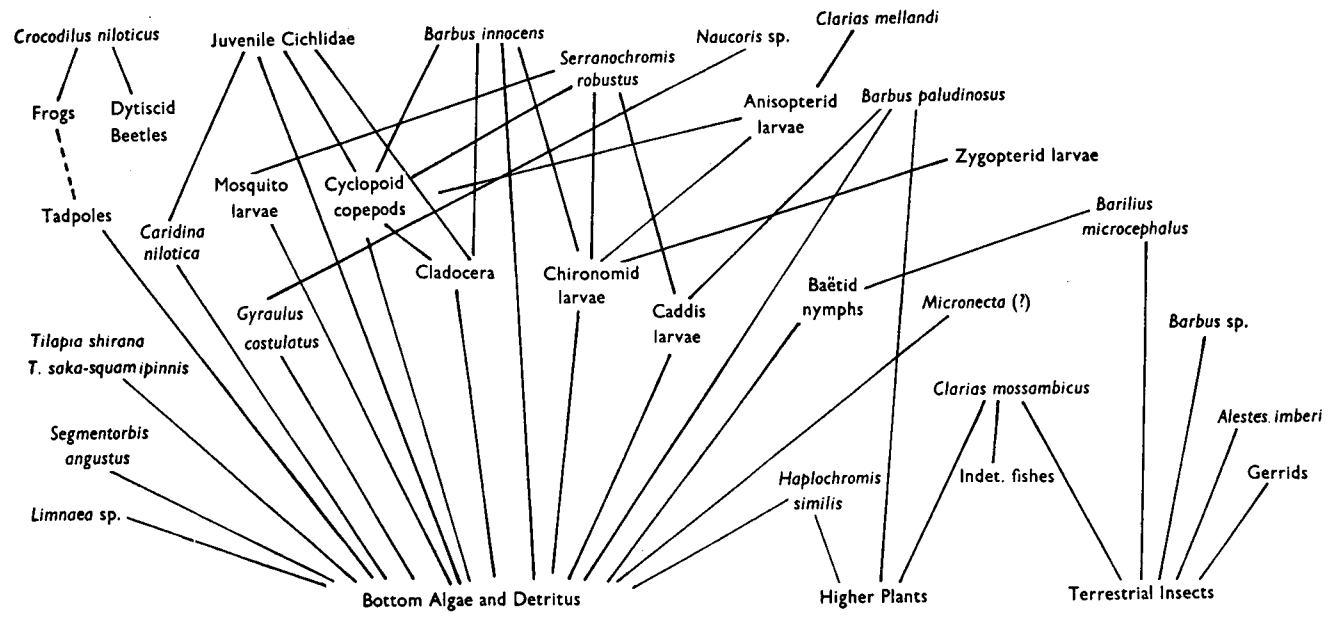 Crocodilus niloticus
Juvenile Cichlidae
Barbus innocens
Serranochromis
robustus
Naucoris sp.
Clarias mellandi
Frogs
Dytiscid
Beetles
Anisopterid
larvae
Barbus paludinosus
Zygopterid larvae
Tadpoles
Caridina
nilotica
Mosquito
larvae
Cyclopoid
copepods
Barilius
microcephalus
Cladocera
Chironomid
larvae
Gyraulus
costulatus
Caddis
larvae
Baëtid
nymphs
Micronecta (?)
Barbus sp.
Tilapia shirana
T. saka-squamipinnis
Clarias mossambicus
Alestes imberi
Segmentorbis
angustus
Indet. fishes
Gerrids
Haplochromis
similis
Limnaea sp.
Bottom Algae and Detritus
Higher Plants
Terrestrial Insects